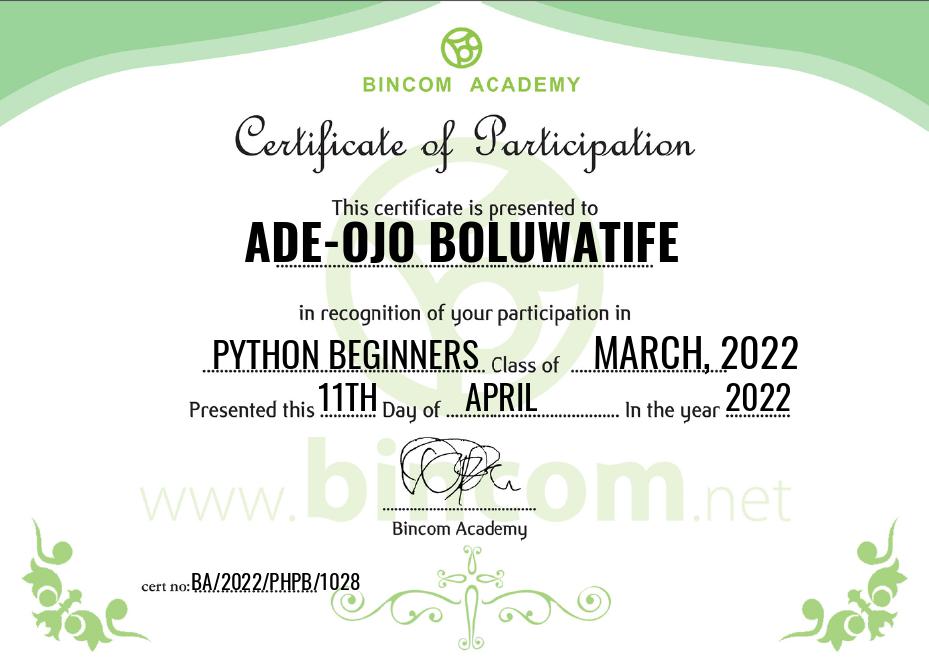 BINCOM ACADEMY
Certificate of Participation
This certificate is presented to
ADE-OJO BOLUWATIFE
in recognition of your participation in
PYTHON BEGINNERS Class of MARCH, 2022
Presented this 11TH Day of APRIL In the year 2022
www.bincom.net
Bincom Academy
cert no:BA/2022/PHPB/1028